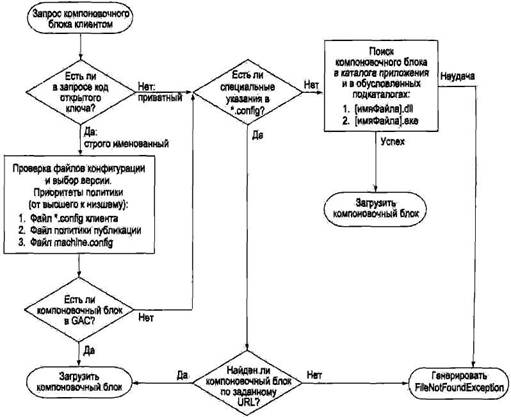 Запрос компоновочного
блока клиентом
Есть ли
в запросе код
открытого
ключа?
Нет:
приватный
Да:
строго именованный
Проверка файлов конфигурации
и выбор версии.
Приоритеты политики
(от высшего к низшему):
1. Файл *.config клиента
2. Файл политики публикации
3. Файл machine.config
Есть ли
компоновочный блок
в GAC?
Нет
Да
Загрузить
компоновочный блок
Есть ли
специальные
указания в
*.config?
Нет
Да
Поиск
компоновочного блока
в каталоге приложения
и в обусловленных
подкаталогах:
1. [имяФайла].dll
2. [имяФайла].exe
Неудача
Успех
Загрузить
компоновочный блок
Найден ли
компоновочный блок
по заданному
URL?
Да
Нет
Генерировать
FileNotFoundException